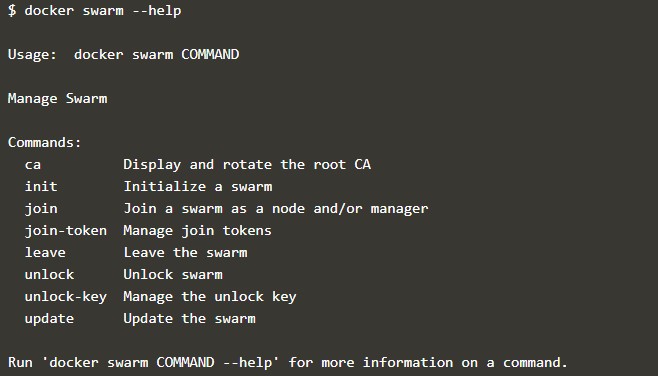 $ docker swarm --help
Usage:  docker swarm COMMAND
Manage Swarm
Commands:
  ca          Display and rotate the root CA
  init        Initialize a swarm
  join        Join a swarm as a node and/or manager
  join-token  Manage join tokens
  leave       Leave the swarm
  unlock      Unlock swarm
  unlock-key  Manage the unlock key
  update      Update the swarm
Run 'docker swarm COMMAND --help' for more information on a command.